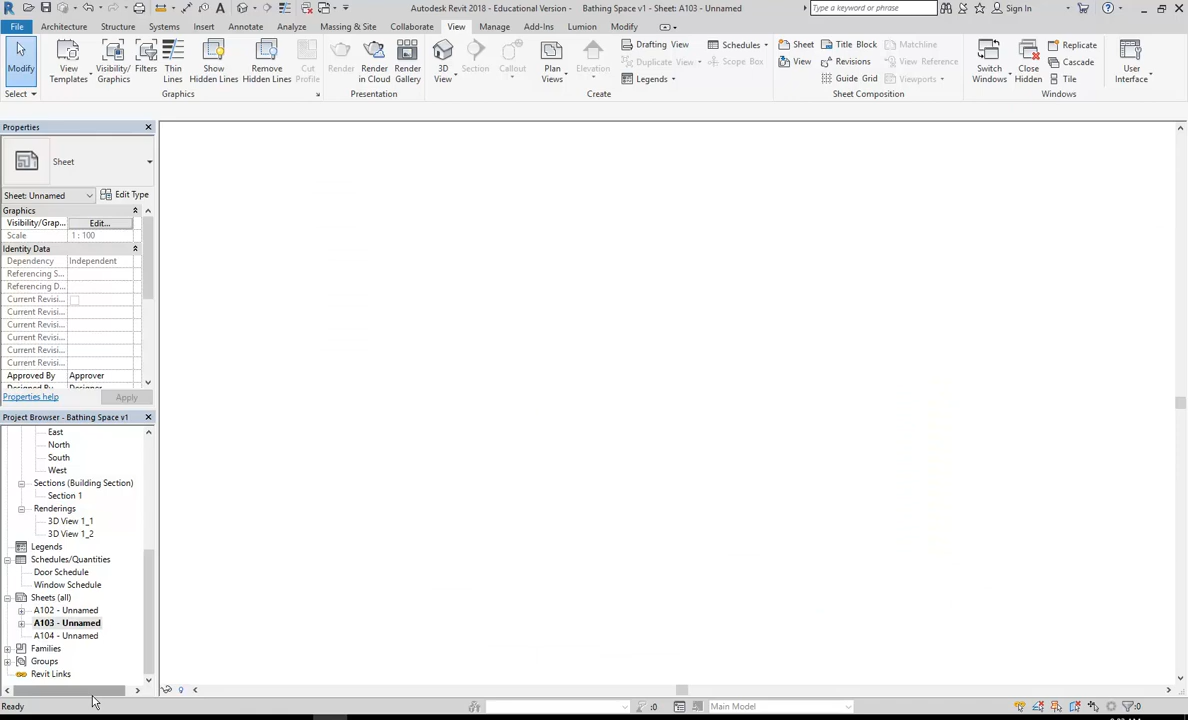 Autodesk Revit 2018 - Educational Version - Bathing Space v1 - Sheet: A103 - Unnamed
Type a keyword or phrase
Sign In
File Architecture Structure Systems Insert Annotate Analyze Massing & Site Collaborate View Manage Add-Ins Lumion Modify
Modify
View Templates
Visibility/ Graphics
Filters
Thin Lines
Show Hidden Lines
Remove Hidden Lines
Cut Profile
Render
Render in Cloud
Render Gallery
3D View
Section
Callout
Plan Views
Elevation
Drafting View
Duplicate View
Legends
Schedules
Scope Box
Sheet
View
Title Block
Revisions
Guide Grid
Matchline
View Reference
Viewports
Switch Windows
Close Hidden
Replicate
Cascade
Tile
User Interface
Select Graphics Presentation Create Sheet Composition Windows
Properties
Sheet
Sheet: Unnamed Edit Type
Graphics
Visibility/Grap... Edit...
Scale 1 : 100
Identity Data
Dependency Independent
Referencing S...
Referencing D...
Current Revisi...
Current Revisi...
Current Revisi...
Current Revisi...
Current Revisi...
Current Revisi...
Approved By Approver
Designed By Designer
Properties help Apply
Project Browser - Bathing Space v1
East
North
South
West
Sections (Building Section)
Section 1
Renderings
3D View 1_1
3D View 1_2
Legends
Schedules/Quantities
Door Schedule
Window Schedule
Sheets (all)
A102 - Unnamed
A103 - Unnamed
A104 - Unnamed
Families
Groups
Revit Links
Ready :0 Main Model :0